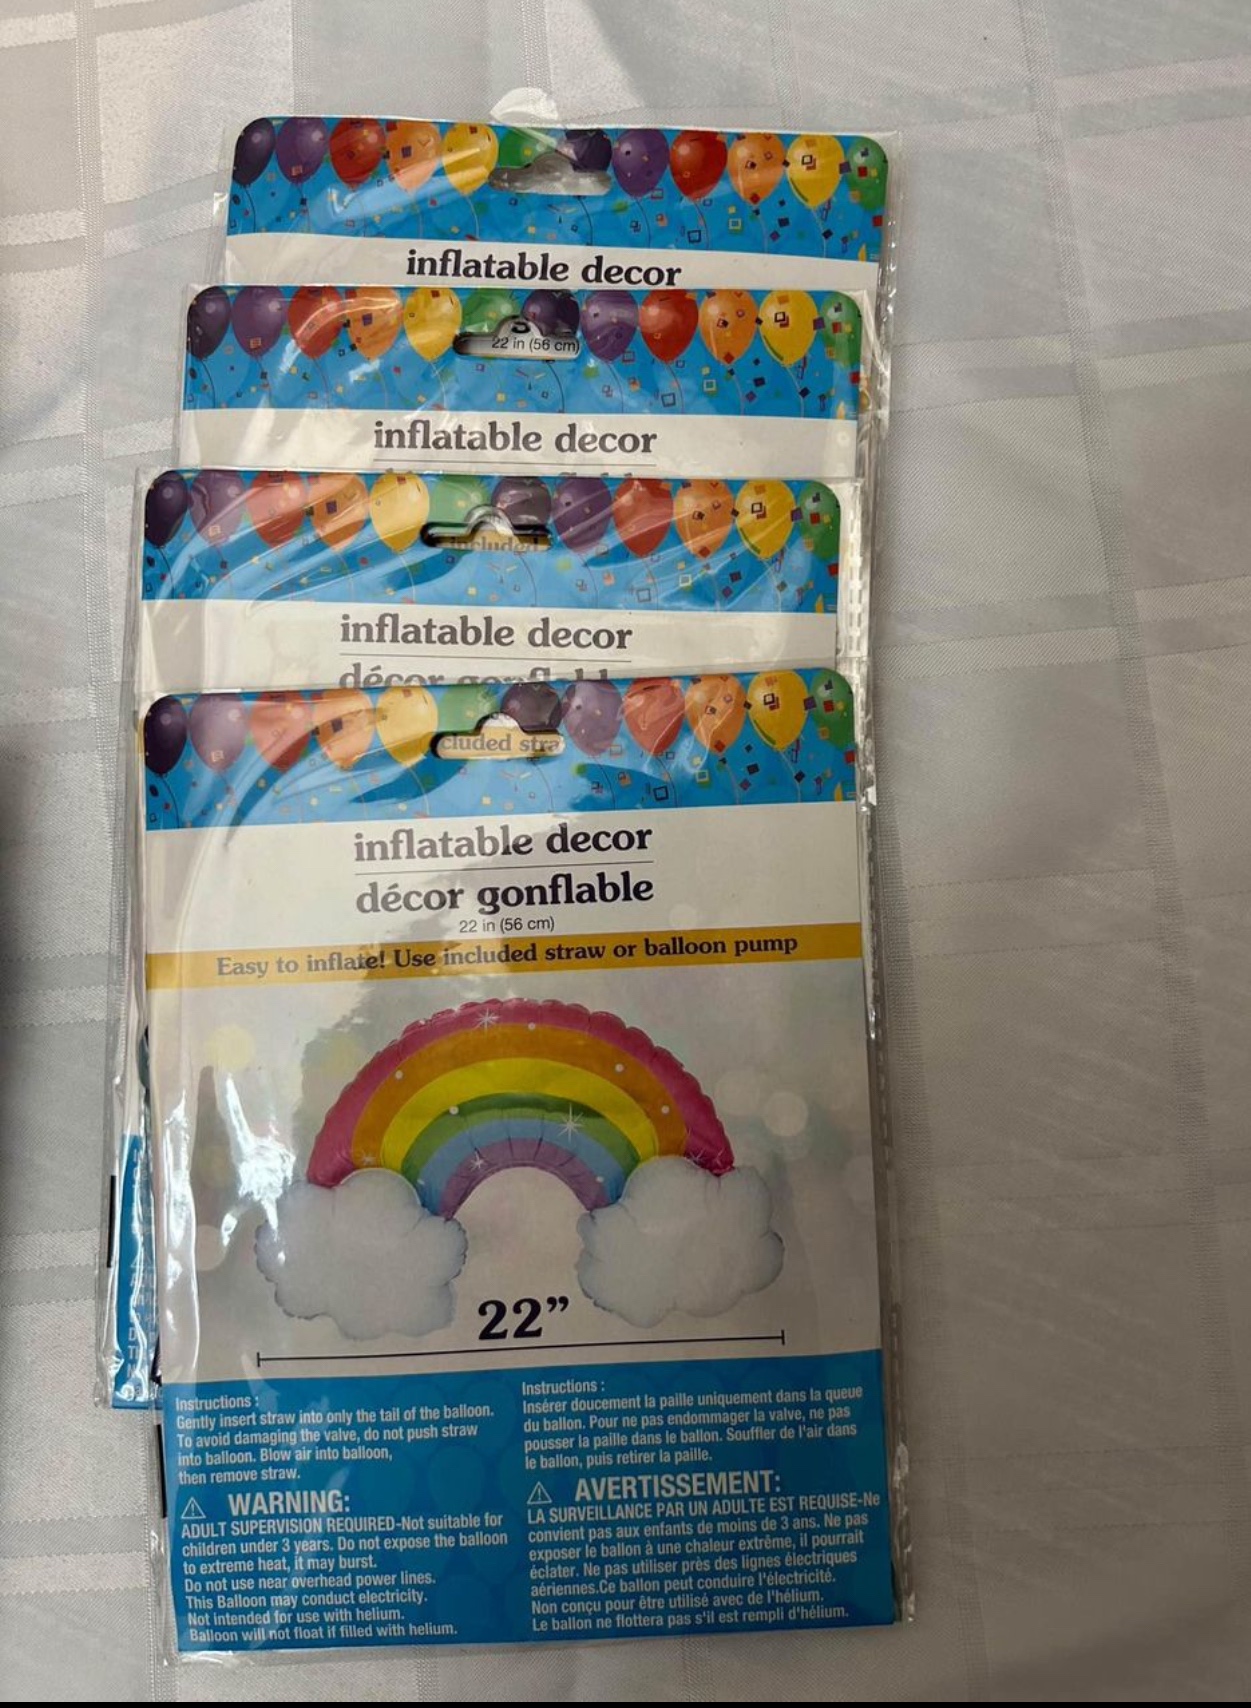 inflatable decor
22 in (56 cm)
inflatable decor
included
inflatable decor
décor gonflable
cluded stra
inflatable decor
décor gonflable
22 in (56 cm)
Easy to inflate! Use included straw or balloon pump
22”
Instructions :
Gently insert straw into only the tail of the balloon.
To avoid damaging the valve, do not push straw
into balloon. Blow air into balloon,
then remove straw.
⚠ WARNING:
ADULT SUPERVISION REQUIRED-Not suitable for
children under 3 years. Do not expose the balloon
to extreme heat, it may burst.
Do not use near overhead power lines.
This Balloon may conduct electricity.
Not intended for use with helium.
Balloon will not float if filled with helium.
Instructions :
Insérer doucement la paille uniquement dans la queue
du ballon. Pour ne pas endommager la valve, ne pas
pousser la paille dans le ballon. Souffler de l'air dans
le ballon, puis retirer la paille.
⚠ AVERTISSEMENT:
LA SURVEILLANCE PAR UN ADULTE EST REQUISE-Ne
convient pas aux enfants de moins de 3 ans. Ne pas
exposer le ballon à une chaleur extrême, il pourrait
éclater. Ne pas utiliser près des lignes électriques
aériennes.Ce ballon peut conduire l'électricité.
Non conçu pour être utilisé avec de l'hélium.
Le ballon ne flottera pas s'il est rempli d'hélium.